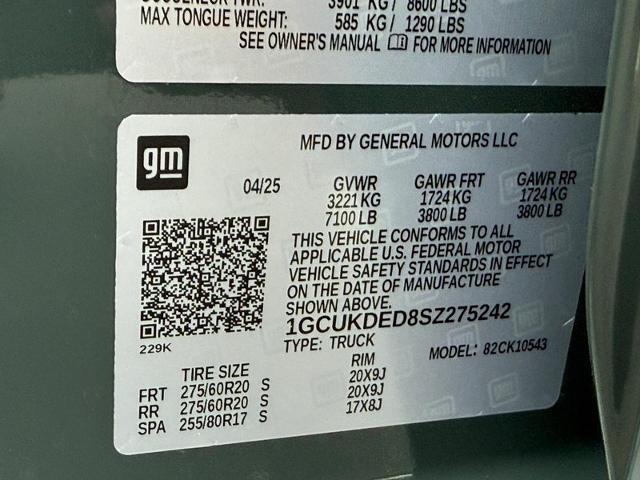 3901 KG/ 8600 LBS
MAX TONGUE WEIGHT: 585 KG/ 1290 LBS
SEE OWNER'S MANUAL FOR MORE INFORMATION
gm
MFD BY GENERAL MOTORS LLC
04/25 GVWR GAWR FRT GAWR RR
3221 KG 1724 KG 1724 KG
7100 LB 3800 LB 3800 LB
THIS VEHICLE CONFORMS TO ALL
APPLICABLE U.S. FEDERAL MOTOR
VEHICLE SAFETY STANDARDS IN EFFECT
ON THE DATE OF MANUFACTURE
SHOWN ABOVE.
1GCUKDED8SZ275242
229K
TYPE: TRUCK MODEL: 82CK10543
TIRE SIZE RIM
FRT 275/60R20 S 20X9J
RR 275/60R20 S 20X9J
SPA 255/80R17 S 17X8J